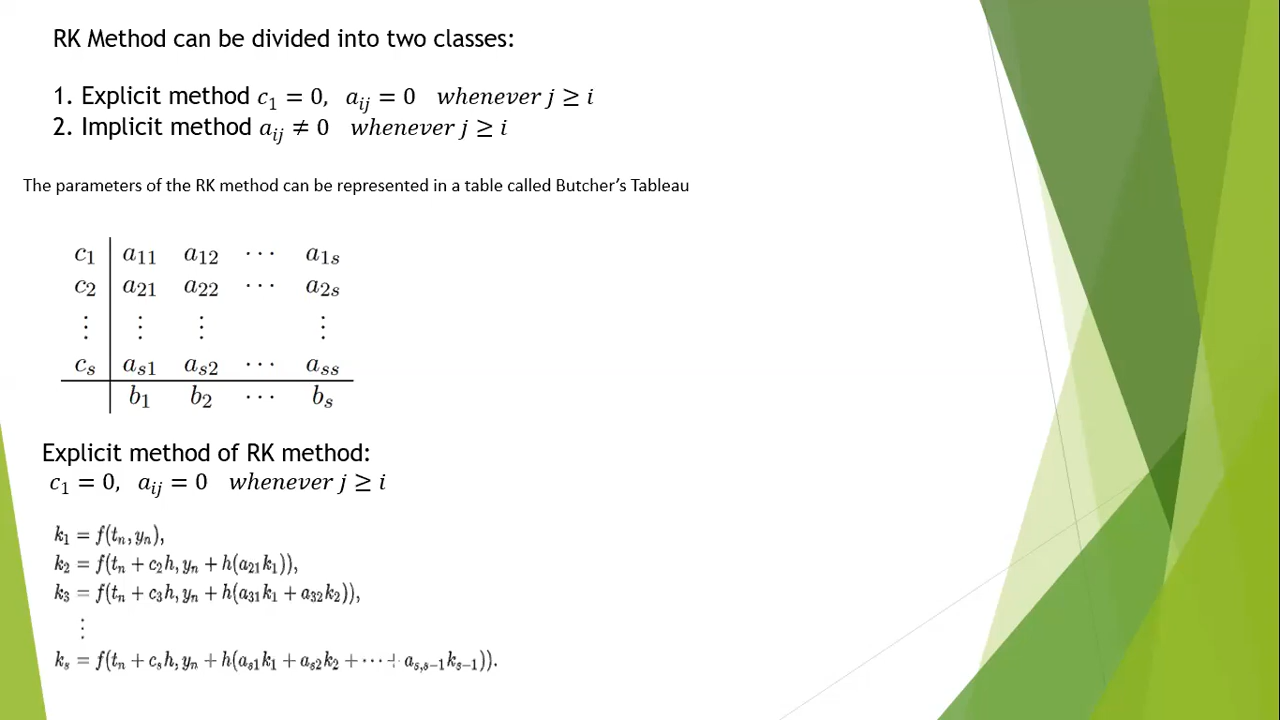 RK Method can be divided into two classes:
1. Explicit method c₁ = 0, aᵢⱼ = 0 whenever j ≥ i
2. Implicit method aᵢⱼ ≠ 0 whenever j ≥ i
The parameters of the RK method can be represented in a table called Butcher's Tableau
c₁ | a₁₁ a₁₂ ⋯ a₁ₛ
c₂ | a₂₁ a₂₂ ⋯ a₂ₛ
⋮ | ⋮ ⋮ ⋮
cₛ | aₛ₁ aₛ₂ ⋯ aₛₛ
| b₁ b₂ ⋯ bₛ
Explicit method of RK method:
c₁ = 0, aᵢⱼ = 0 whenever j ≥ i
k₁ = f(tₙ, yₙ),
k₂ = f(tₙ + c₂h, yₙ + h(a₂₁k₁)),
k₃ = f(tₙ + c₃h, yₙ + h(a₃₁k₁ + a₃₂k₂)),
⋮
kₛ = f(tₙ + cₛh, yₙ + h(aₛ₁k₁ + aₛ₂k₂ + ⋯ + aₛ,ₛ₋₁kₛ₋₁)).